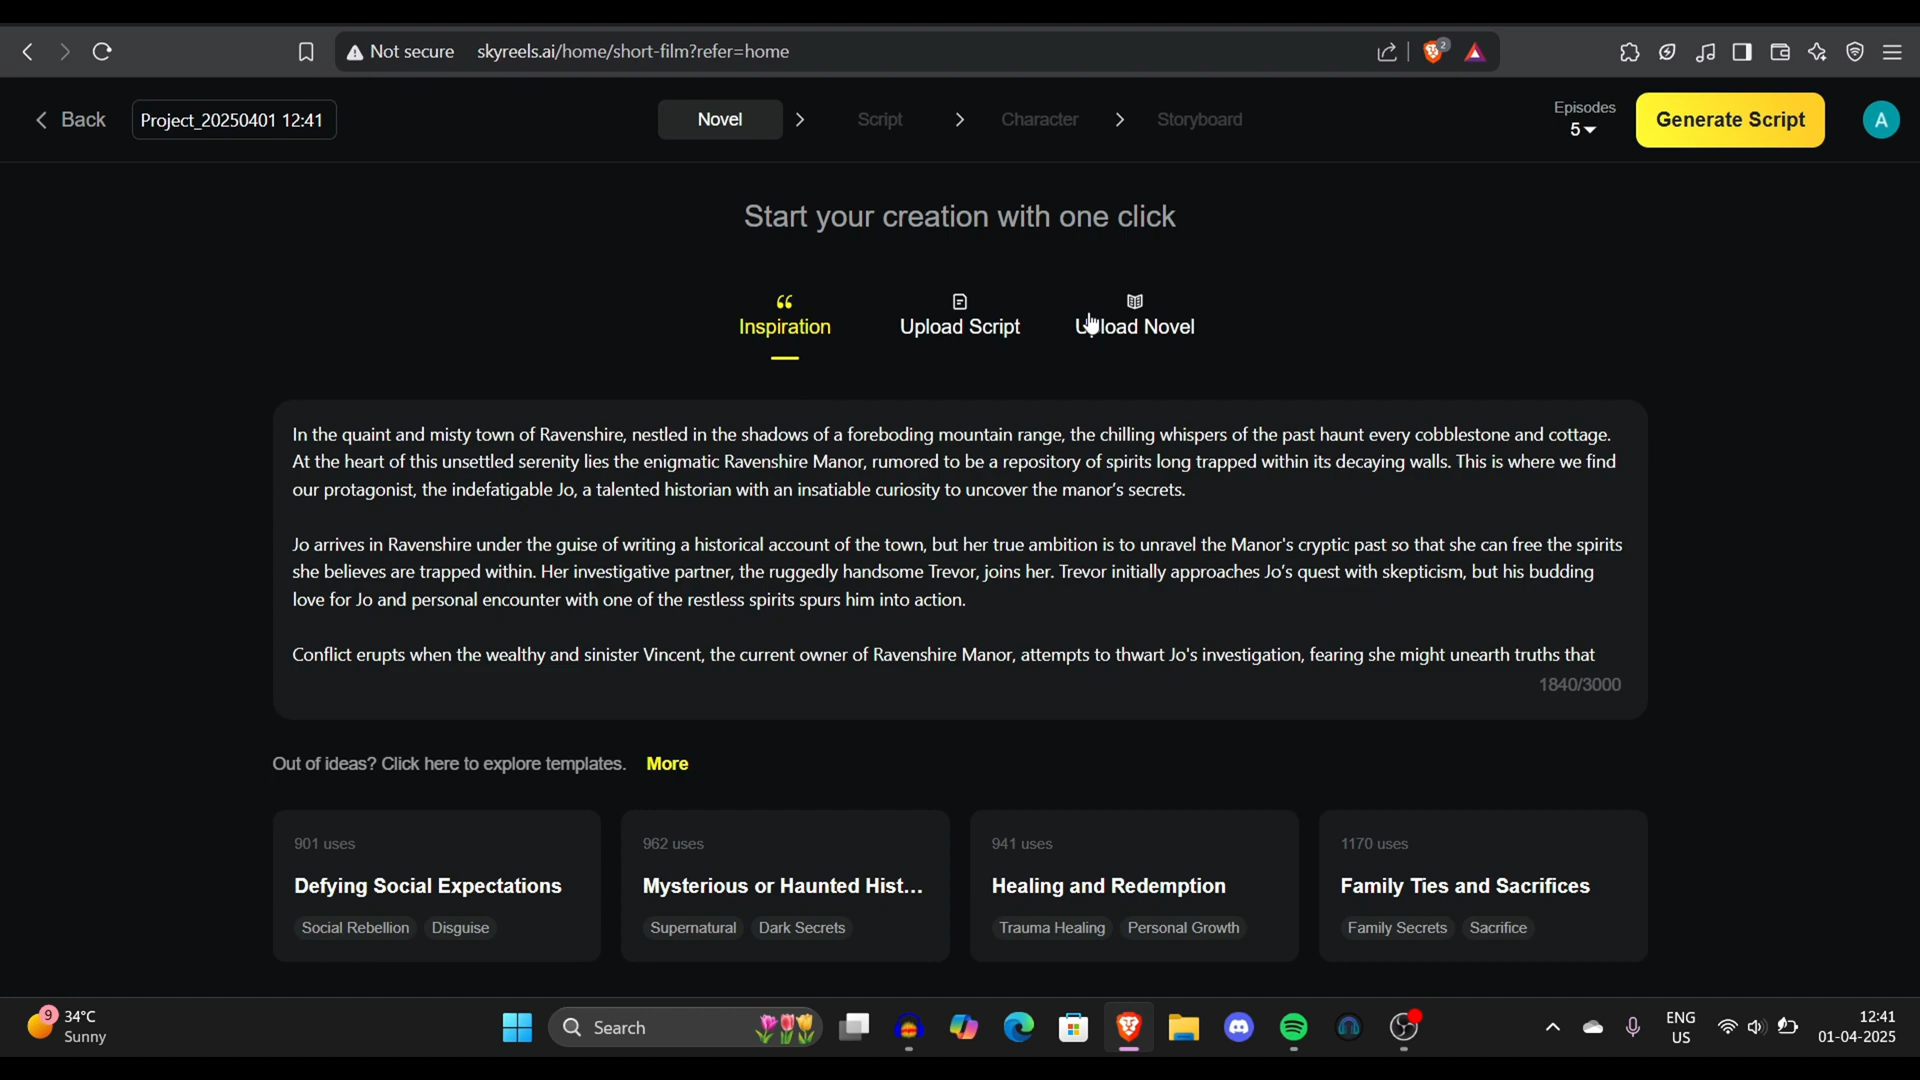 Not secure skyreels.ai/home/short-film?refer=home
2
Back Project_20250401 12:41 Novel Script Character Storyboard Episodes 5 Generate Script A
Start your creation with one click
Inspiration Upload Script Upload Novel
In the quaint and misty town of Ravenshire, nestled in the shadows of a foreboding mountain range, the chilling whispers of the past haunt every cobblestone and cottage.
At the heart of this unsettled serenity lies the enigmatic Ravenshire Manor, rumored to be a repository of spirits long trapped within its decaying walls. This is where we find
our protagonist, the indefatigable Jo, a talented historian with an insatiable curiosity to uncover the manor's secrets.
Jo arrives in Ravenshire under the guise of writing a historical account of the town, but her true ambition is to unravel the Manor's cryptic past so that she can free the spirits
she believes are trapped within. Her investigative partner, the ruggedly handsome Trevor, joins her. Trevor initially approaches Jo's quest with skepticism, but his budding
love for Jo and personal encounter with one of the restless spirits spurs him into action.
Conflict erupts when the wealthy and sinister Vincent, the current owner of Ravenshire Manor, attempts to thwart Jo's investigation, fearing she might unearth truths that
1840/3000
Out of ideas? Click here to explore templates. More
901 uses 962 uses 941 uses 1170 uses
Defying Social Expectations Mysterious or Haunted Hist... Healing and Redemption Family Ties and Sacrifices
Social Rebellion Disguise Supernatural Dark Secrets Trauma Healing Personal Growth Family Secrets Sacrifice
9 34°C Sunny Search ENG US 12:41 01-04-2025